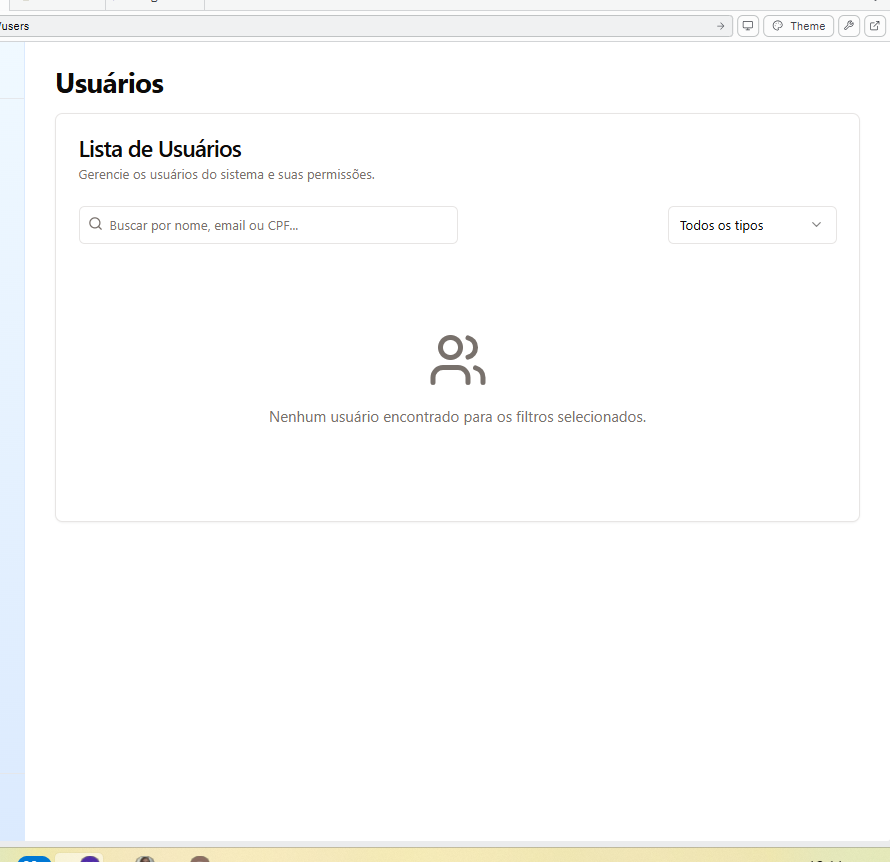 /users
Theme
Usuários
Lista de Usuários
Gerencie os usuários do sistema e suas permissões.
Buscar por nome, email ou CPF...
Todos os tipos
Nenhum usuário encontrado para os filtros selecionados.